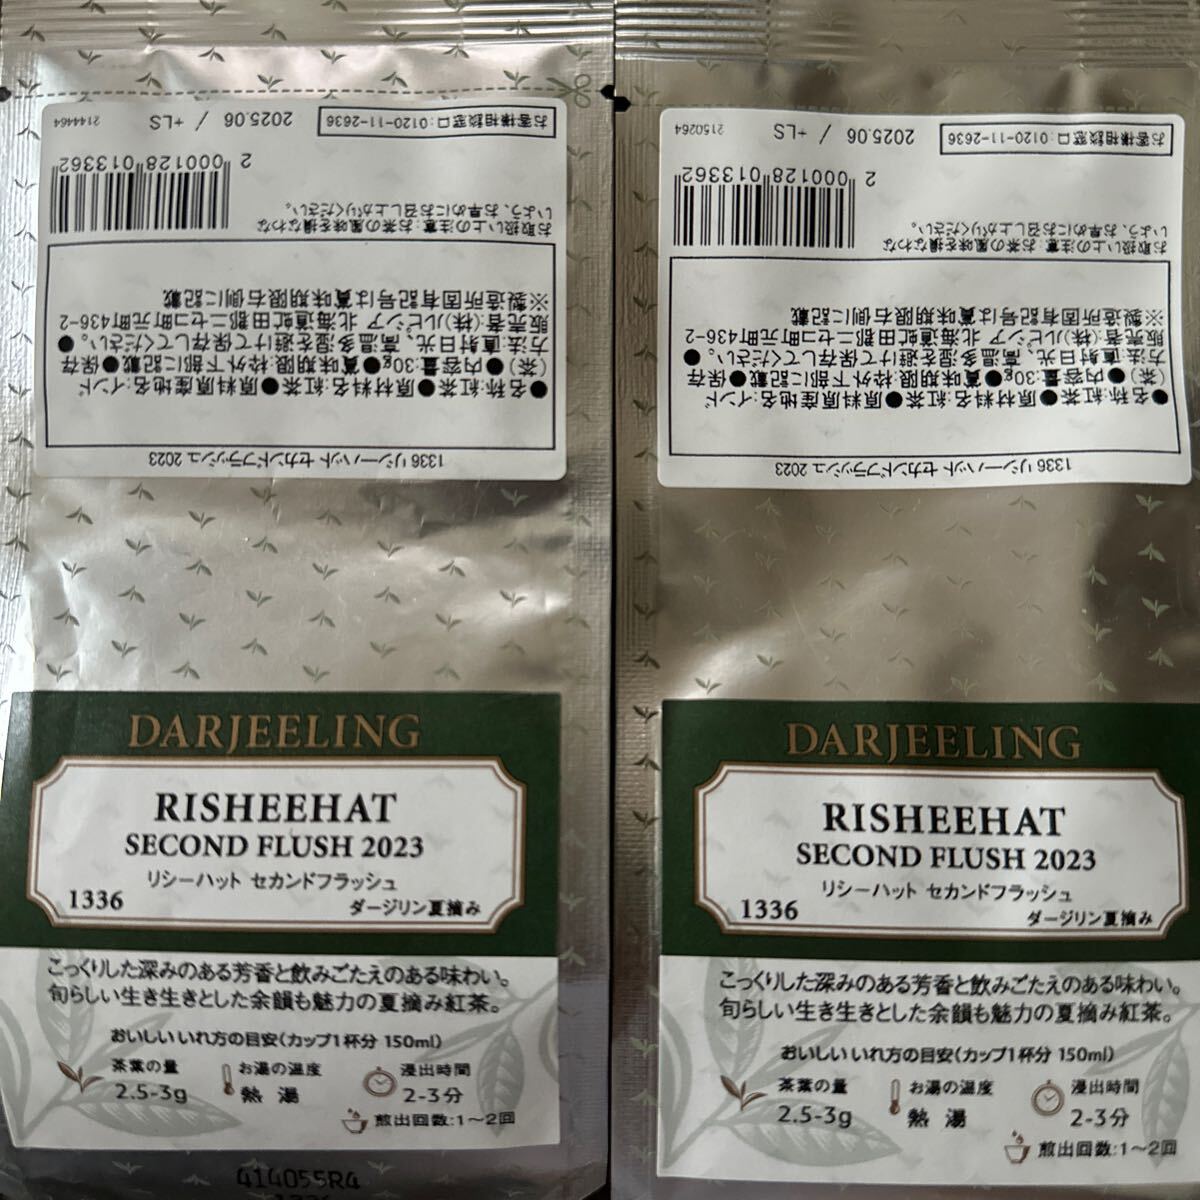 1336 リシーハット セカンドフラッシュ 2023
●名称:紅茶●原材料名:紅茶●原料原産地名:インド
(茶)●内容量:30g●賞味期限:枠外下部に記載●保存
方法:直射日光、高温多湿を避けて保存してください。●
販売者:(株)ルピシア 北海道虻田郡ニセコ町元町436-2
※製造所固有記号は賞味期限右側に記載
お取扱い上の注意:お茶の風味を損なわな
いよう、お早めにお召し上がりください。
2 000128 013362
お客様相談窓口:0120-11-2636
2025.06 / +LS
2144464
DARJEELING
RISHEEHAT
SECOND FLUSH 2023
リシーハット セカンドフラッシュ
1336
ダージリン夏摘み
こっくりした深みのある芳香と飲みごたえのある味わい。
旬らしい生き生きとした余韻も魅力の夏摘み紅茶。
おいしいいれ方の目安(カップ1杯分 150ml)
茶葉の量
2.5-3g
お湯の温度
熱湯
浸出時間
2-3分
煎出回数:1〜2回
414055R4
1336 リシーハット セカンドフラッシュ 2023
●名称:紅茶●原材料名:紅茶●原料原産地名:インド
(茶)●内容量:30g●賞味期限:枠外下部に記載●保存
方法:直射日光、高温多湿を避けて保存してください。●
販売者:(株)ルピシア 北海道虻田郡ニセコ町元町436-2
※製造所固有記号は賞味期限右側に記載
お取扱い上の注意:お茶の風味を損なわな
いよう、お早めにお召し上がりください。
2 000128 013362
お客様相談窓口:0120-11-2636
2025.06 / +LS
2150264
DARJEELING
RISHEEHAT
SECOND FLUSH 2023
リシーハット セカンドフラッシュ
1336
ダージリン夏摘み
こっくりした深みのある芳香と飲みごたえのある味わい。
旬らしい生き生きとした余韻も魅力の夏摘み紅茶。
おいしいいれ方の目安(カップ1杯分 150ml)
茶葉の量
2.5-3g
お湯の温度
熱湯
浸出時間
2-3分
煎出回数:1〜2回